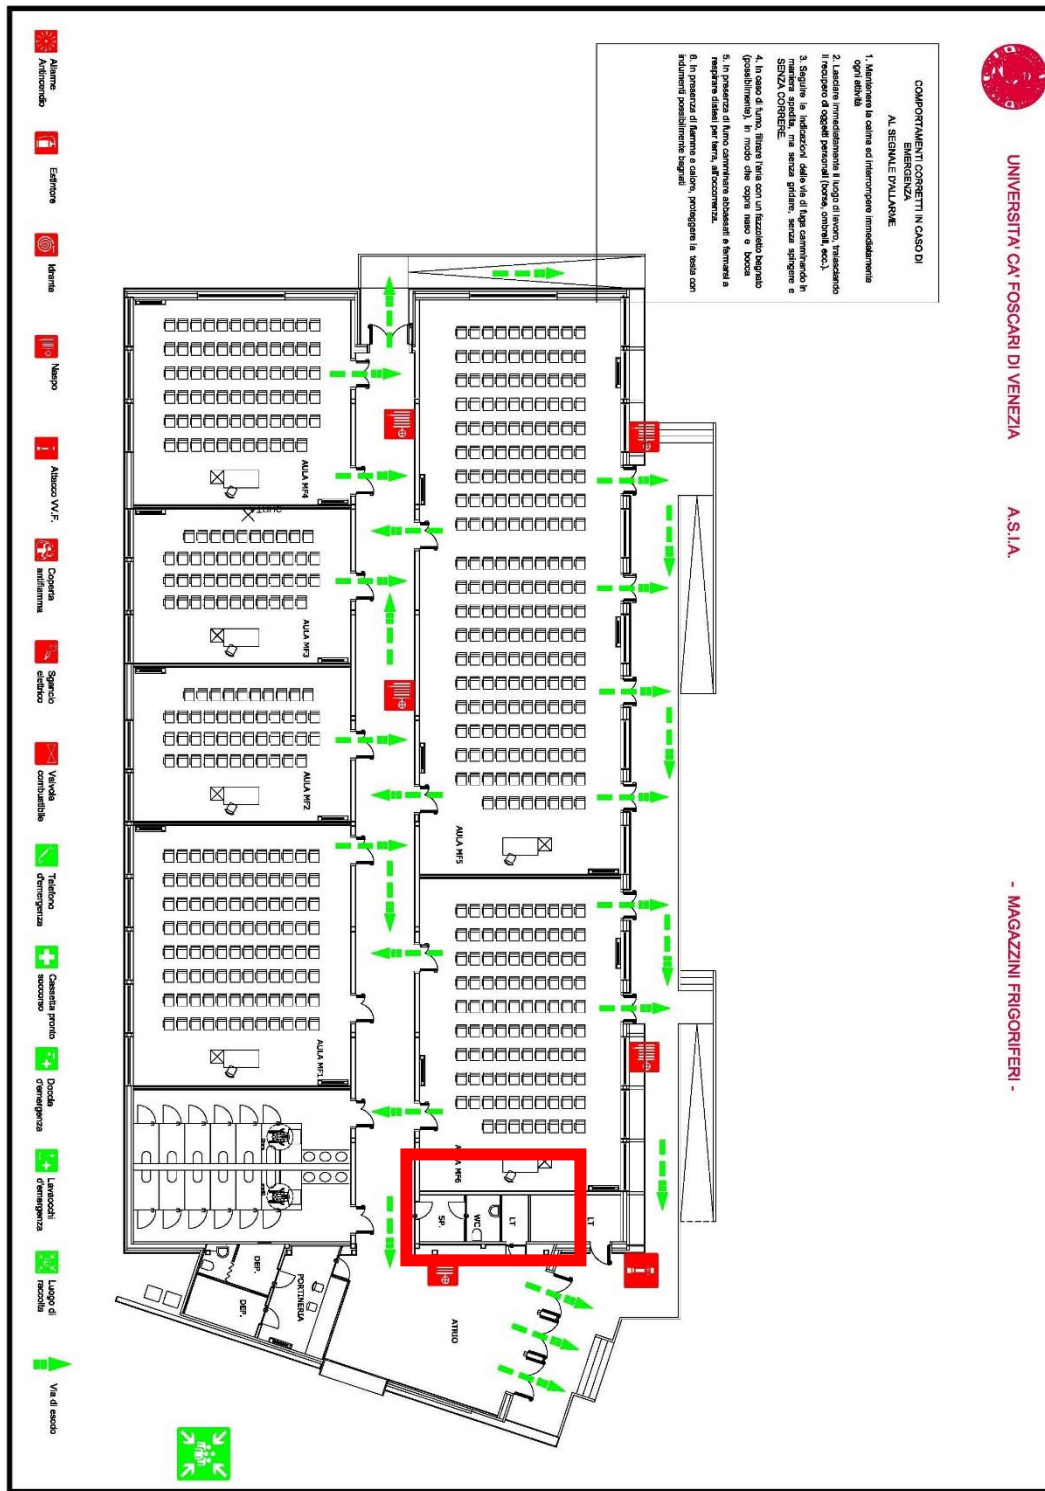 UNIVERSITA' CA' FOSCARI DI VENEZIA
A.S.I.A.
- MAGAZZINI FRIGORIFERI -
COMPORTAMENTI CORRETTI IN CASO DI
EMERGENZA
AL SEGNALE D'ALLARME
1. Mantenere la calma ed interrompere immediatamente
ogni attività
2. Lasciare immediatamente il luogo di lavoro, tralasciando
il recupero di oggetti personali (borse, ombrelli, ecc.).
3. Seguire le indicazioni delle vie di fuga camminando in
maniera spedita, ma senza gridare, senza spingere e
SENZA CORRERE.
4. In caso di fumo, filtrare l'aria con un fazzoletto bagnato
(possibilmente), in modo che copra naso e bocca
5. In presenza di fumo camminare abbassati e fermarsi a
respirare distesi per terra, all'occorrenza.
6. In presenza di fiamme e calore, proteggere la testa con
indumenti possibilmente bagnati
AULA MF5
AULA MF6
SP.
WC
LT
LT
ATRIO
AULA MF4
AULA MF3
AULA MF2
AULA MF1
DEP.
DEP.
PORTINERIA
Allarme
Antincendio
Estintore
Idrante
Naspo
Attacco VV.F.
Coperta
antifiamma
Sgancio
elettrico
Valvola
combustibile
Telefono
d'emergenza
Cassetta pronto
soccorso
Doccia
d'emergenza
Lavaocchi
d'emergenza
Luogo di
raccolta
Via di esodo